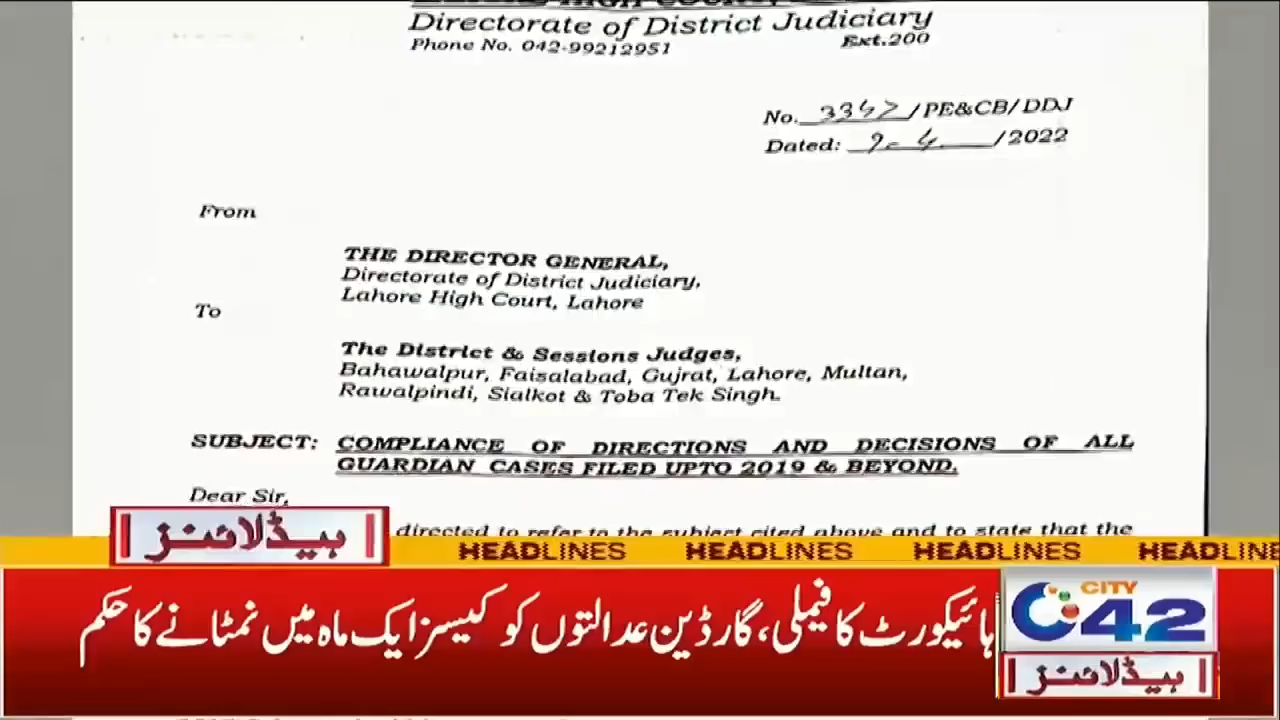 Directorate of District Judiciary
Phone No. 042-99212951 Ext.200
No. 3347/PE&CB/DDJ
Dated: 9-4 /2022
From
THE DIRECTOR GENERAL,
Directorate of District Judiciary,
Lahore High Court, Lahore
To
The District & Sessions Judges,
Bahawalpur, Faisalabad, Gujrat, Lahore, Multan,
Rawalpindi, Sialkot & Toba Tek Singh.
SUBJECT: COMPLIANCE OF DIRECTIONS AND DECISIONS OF ALL
GUARDIAN CASES FILED UPTO 2019 & BEYOND.
Dear Sir,
directed to refer to the subject cited above and to state that the
ہیڈلائنز
HEADLINES HEADLINES HEADLINES HEADLINE
ہائیکورٹ کا فیملی، گارڈین عدالتوں کو کیسز ایک ماہ میں نمٹانے کا حکم
CITY
42
ہیڈلائنز